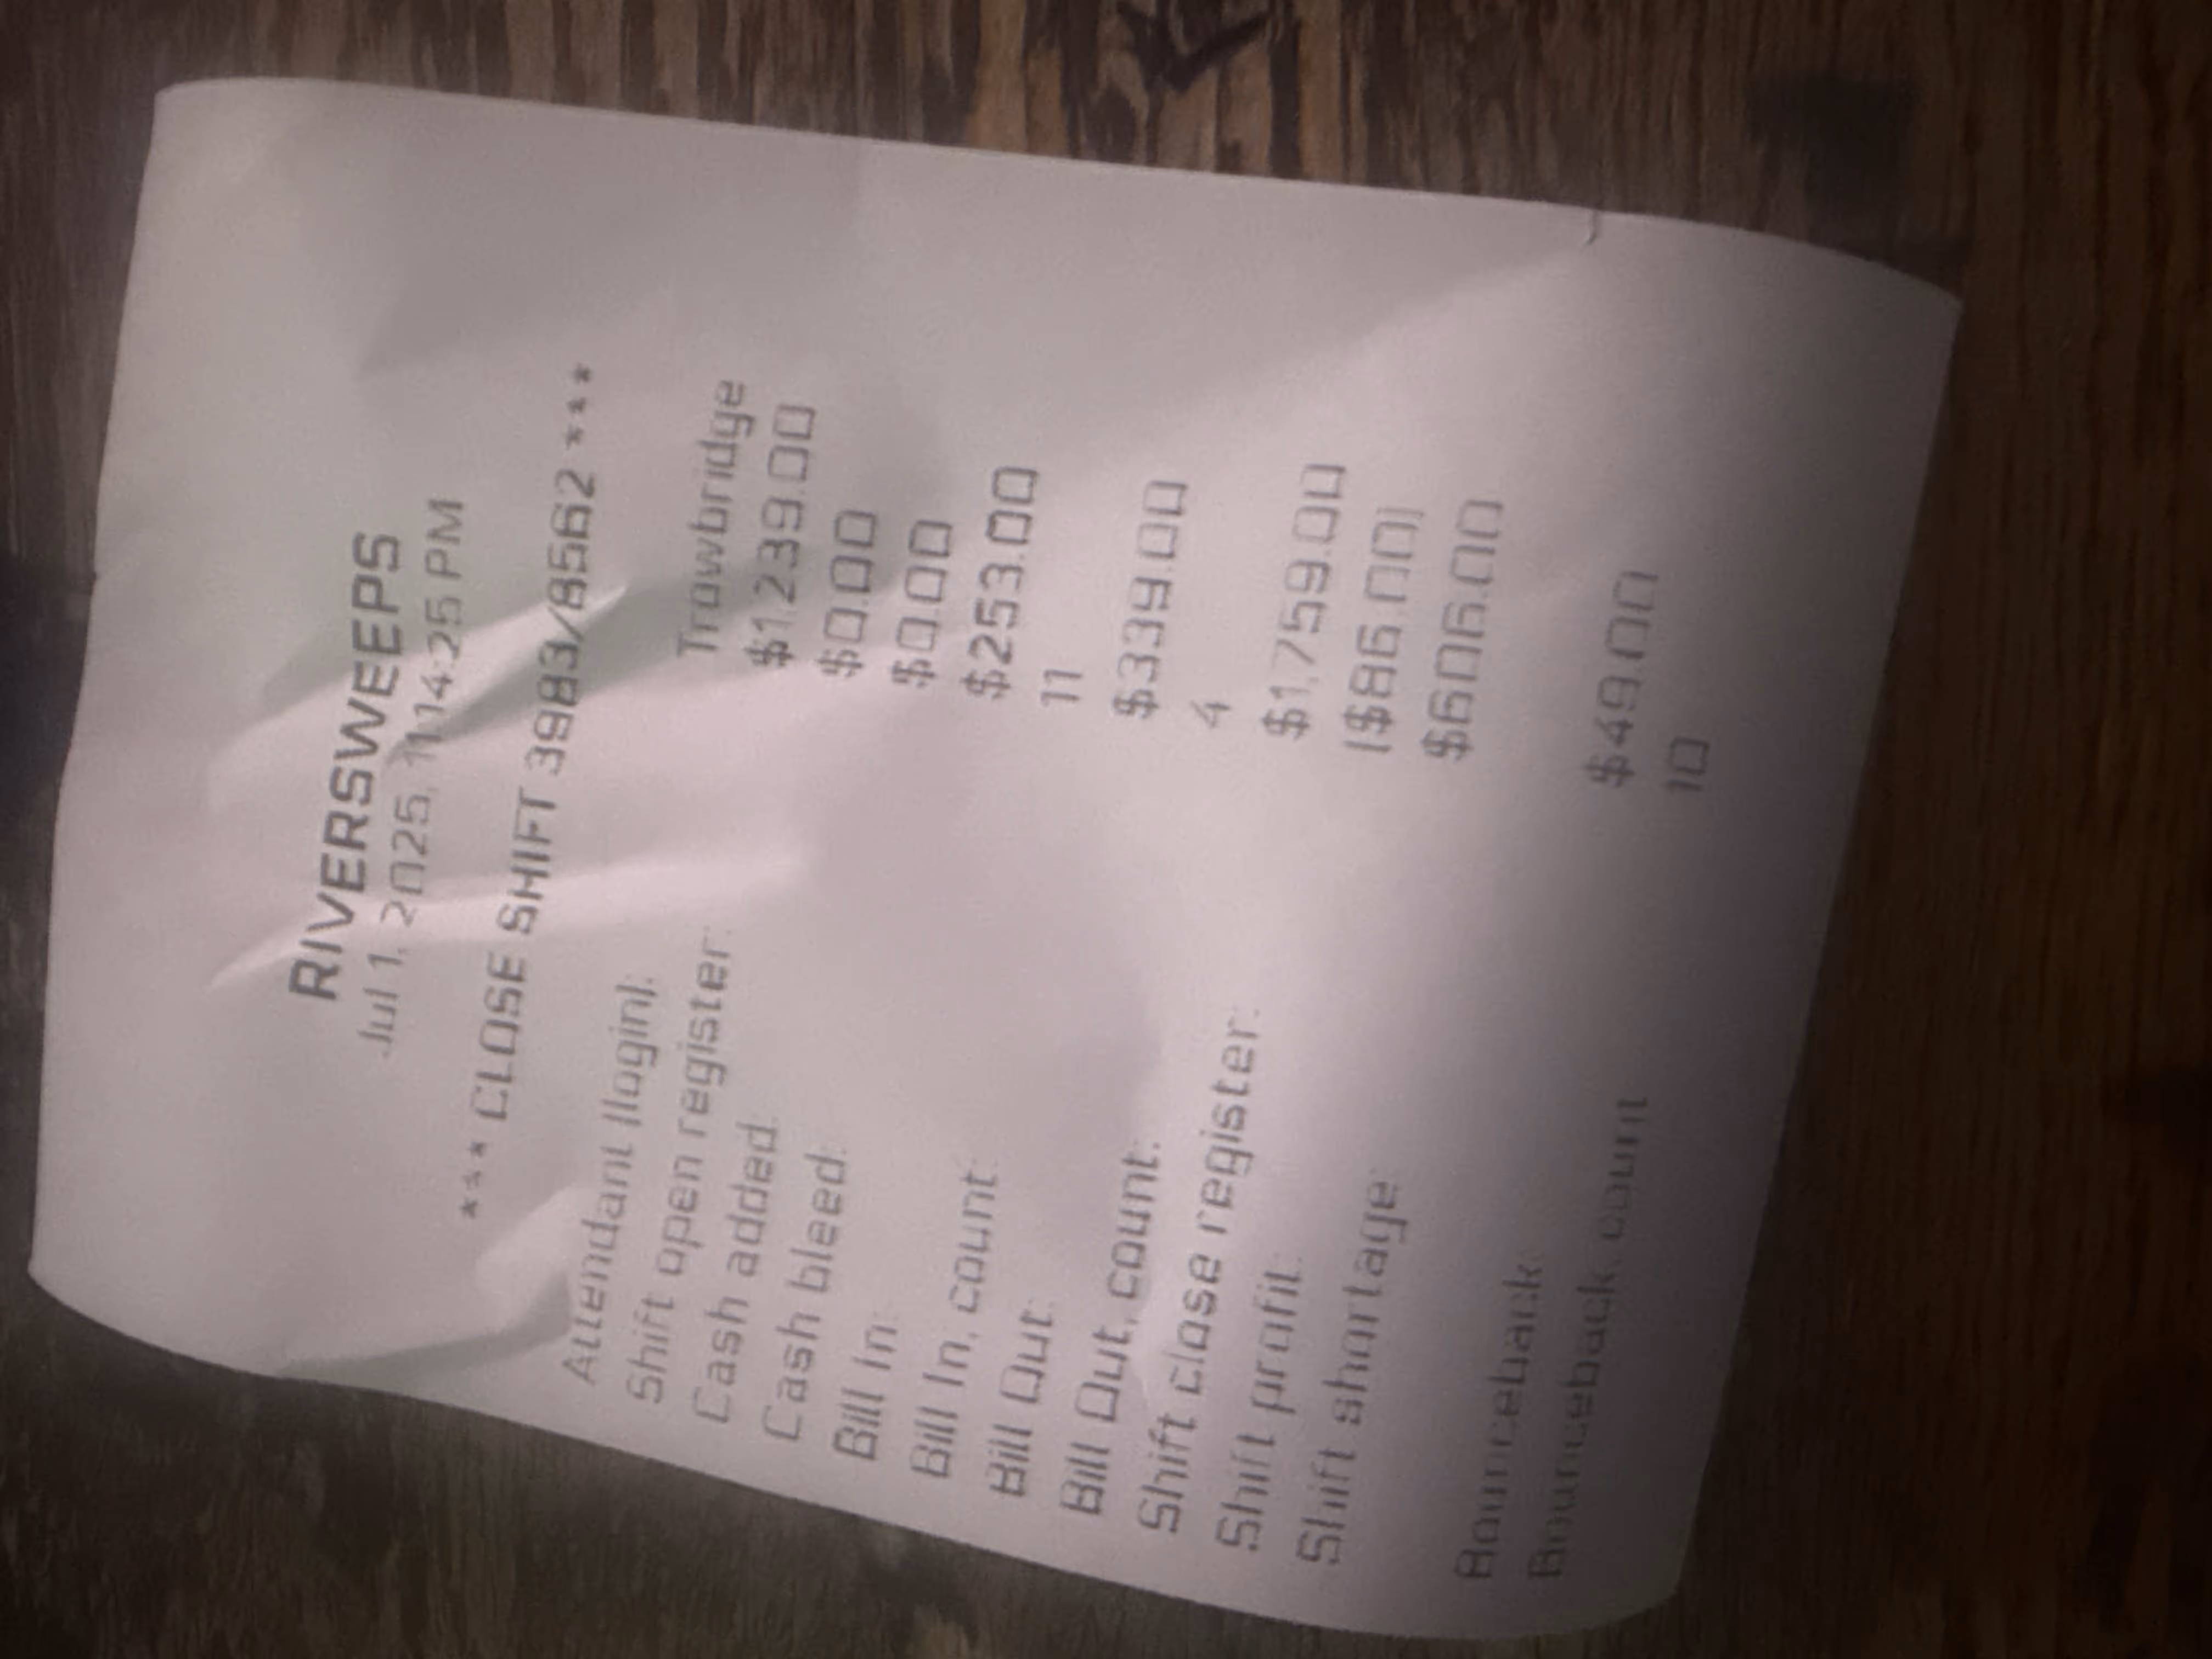 RIVERSWEEPS
Jul 1, 2025, 11:14:25 PM
*** CLOSE SHIFT 3983/8562 ***
Attendant (login): Trowbridge
Shift open register: $1,239.00
Cash added: $0.00
Cash bleed: $0.00
Bill In: $253.00
Bill In, count: 11
Bill Out: $339.00
Bill Out, count: 4
Shift close register: $1,759.00
Shift profit: ($86.00)
Shift shortage: $606.00
Bounceback: $49.00
Bounceback, count 10